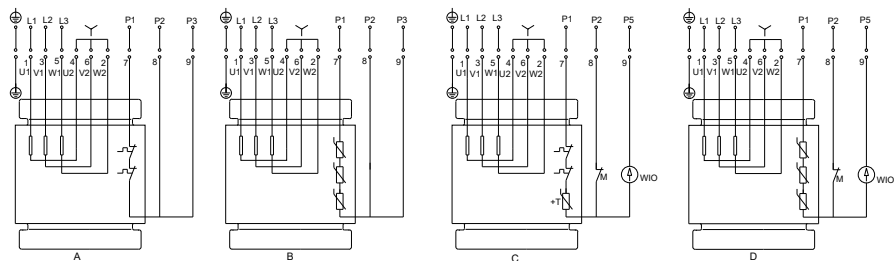 L1 L2 L3 P1 P2 P3
1 3 5 4 6 2 7 8 9
U1 V1 W1 U2 V2 W2
A
L1 L2 L3 P1 P2 P3
1 3 5 4 6 2 7 8 9
U1 V1 W1 U2 V2 W2
B
L1 L2 L3 P1 P2 P5
1 3 5 4 6 2 7 8 9
U1 V1 W1 U2 V2 W2
M WIO
+T
C
L1 L2 L3 P1 P2 P5
1 3 5 4 6 2 7 8 9
U1 V1 W1 U2 V2 W2
M WIO
D